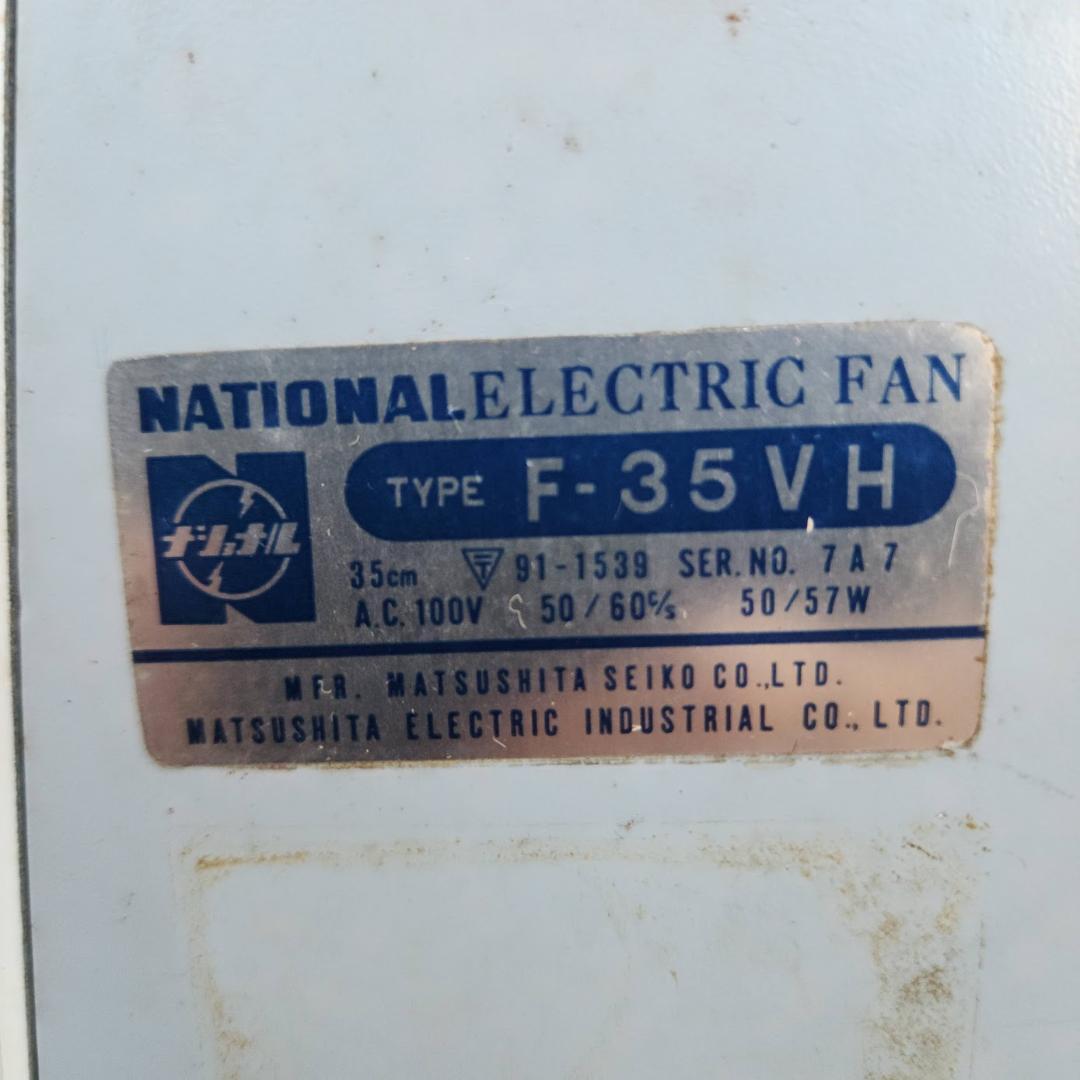 NATIONAL ELECTRIC FAN
TYPE F-35VH
ナショナル
35cm 〒 91-1539 SER. NO. 7A7
A.C. 100V 50/60c/s 50/57W
MFR. MATSUSHITA SEIKO CO., LTD.
MATSUSHITA ELECTRIC INDUSTRIAL CO., LTD.